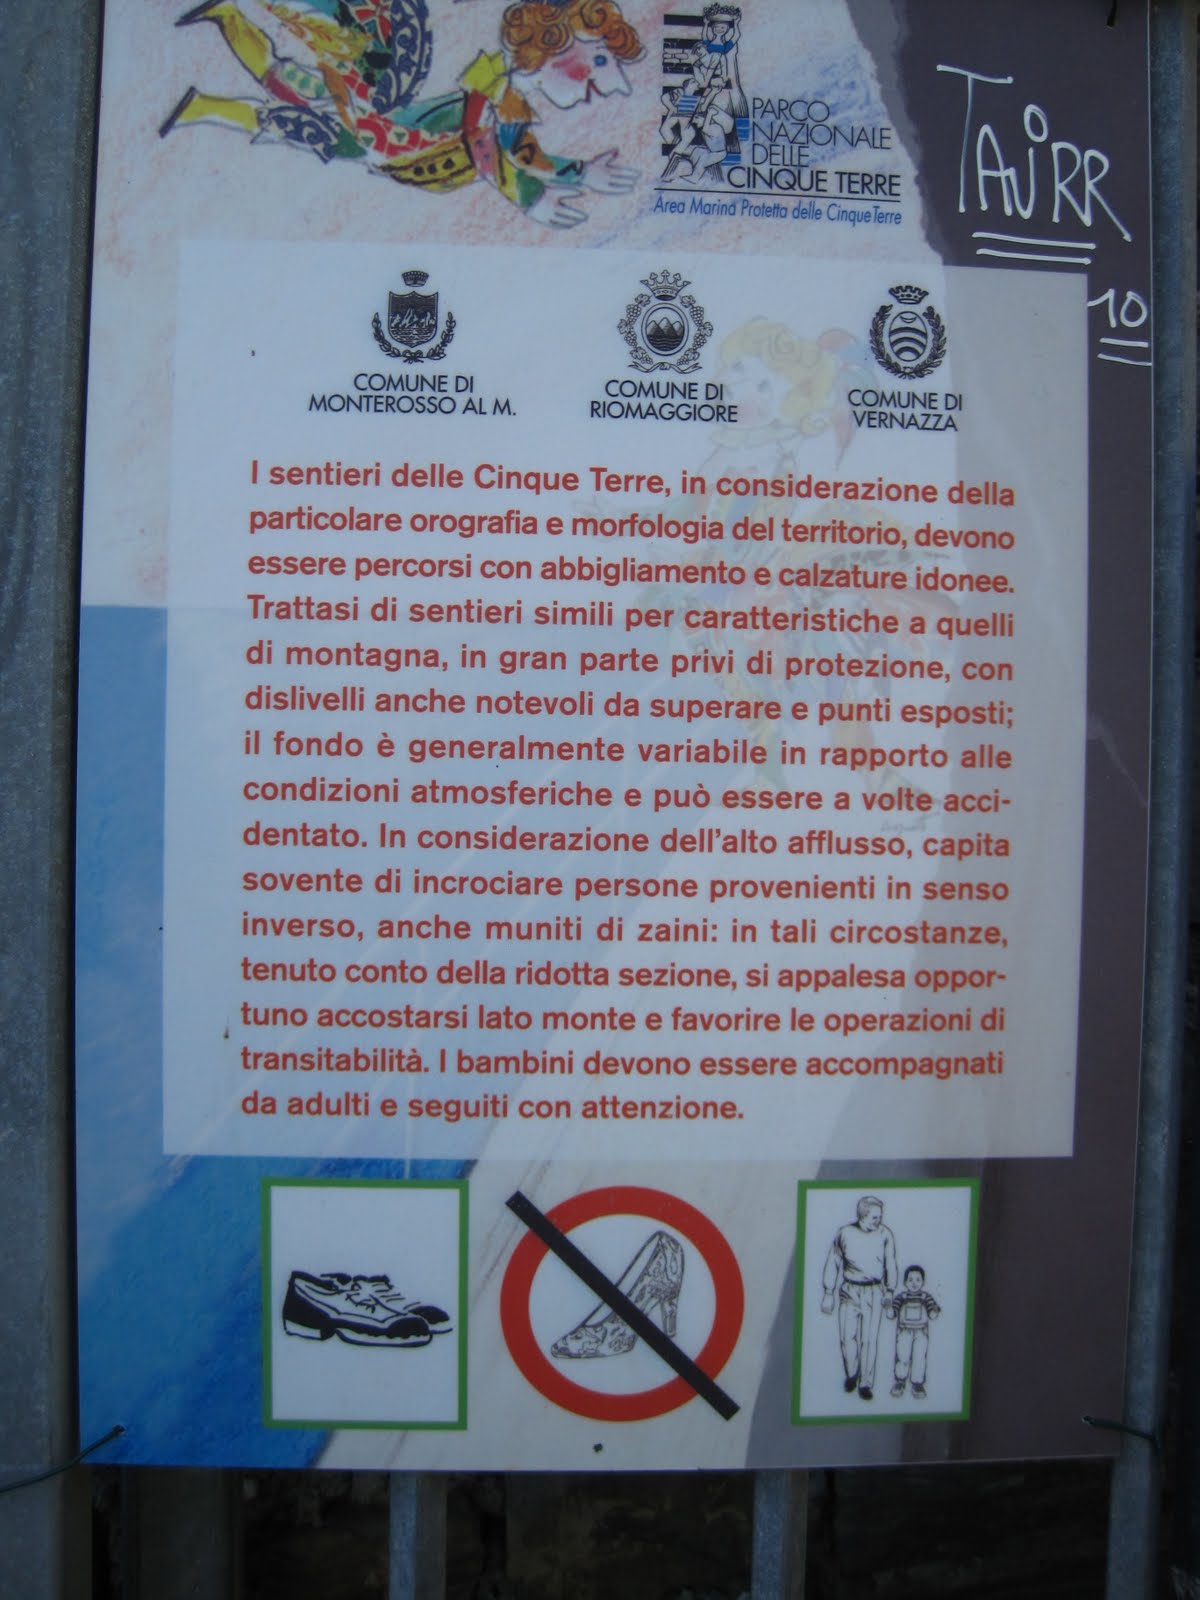 PARCO
NAZIONALE
DELLE
CINQUE TERRE
Area Marina Protetta delle Cinque Terre
TAJRR
10
COMUNE DI
MONTEROSSO AL M.
COMUNE DI
RIOMAGGIORE
COMUNE DI
VERNAZZA
I sentieri delle Cinque Terre, in considerazione della
particolare orografia e morfologia del territorio, devono
essere percorsi con abbigliamento e calzature idonee.
Trattasi di sentieri simili per caratteristiche a quelli
di montagna, in gran parte privi di protezione, con
dislivelli anche notevoli da superare e punti esposti;
il fondo è generalmente variabile in rapporto alle
condizioni atmosferiche e può essere a volte acci-
dentato. In considerazione dell'alto afflusso, capita
sovente di incrociare persone provenienti in senso
inverso, anche muniti di zaini: in tali circostanze,
tenuto conto della ridotta sezione, si appalesa oppor-
tuno accostarsi lato monte e favorire le operazioni di
transitabilità. I bambini devono essere accompagnati
da adulti e seguiti con attenzione.